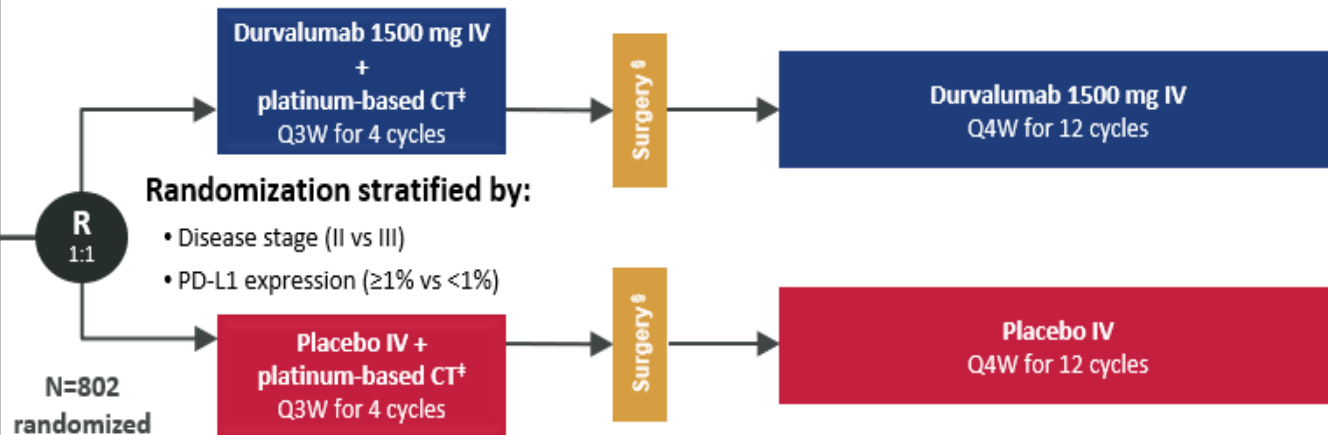 Durvalumab 1500 mg IV
+
platinum-based CT‡
Q3W for 4 cycles
Surgery §
Durvalumab 1500 mg IV
Q4W for 12 cycles
R
1:1
Randomization stratified by:
• Disease stage (II vs III)
• PD-L1 expression (≥1% vs <1%)
Placebo IV +
platinum-based CT‡
Q3W for 4 cycles
Surgery §
Placebo IV
Q4W for 12 cycles
N=802
randomized